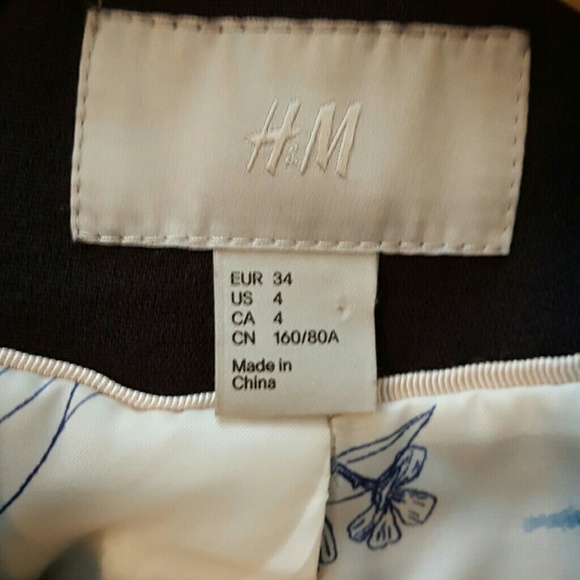 H&M
EUR 34
US 4
CA 4
CN 160/80A
Made in
China